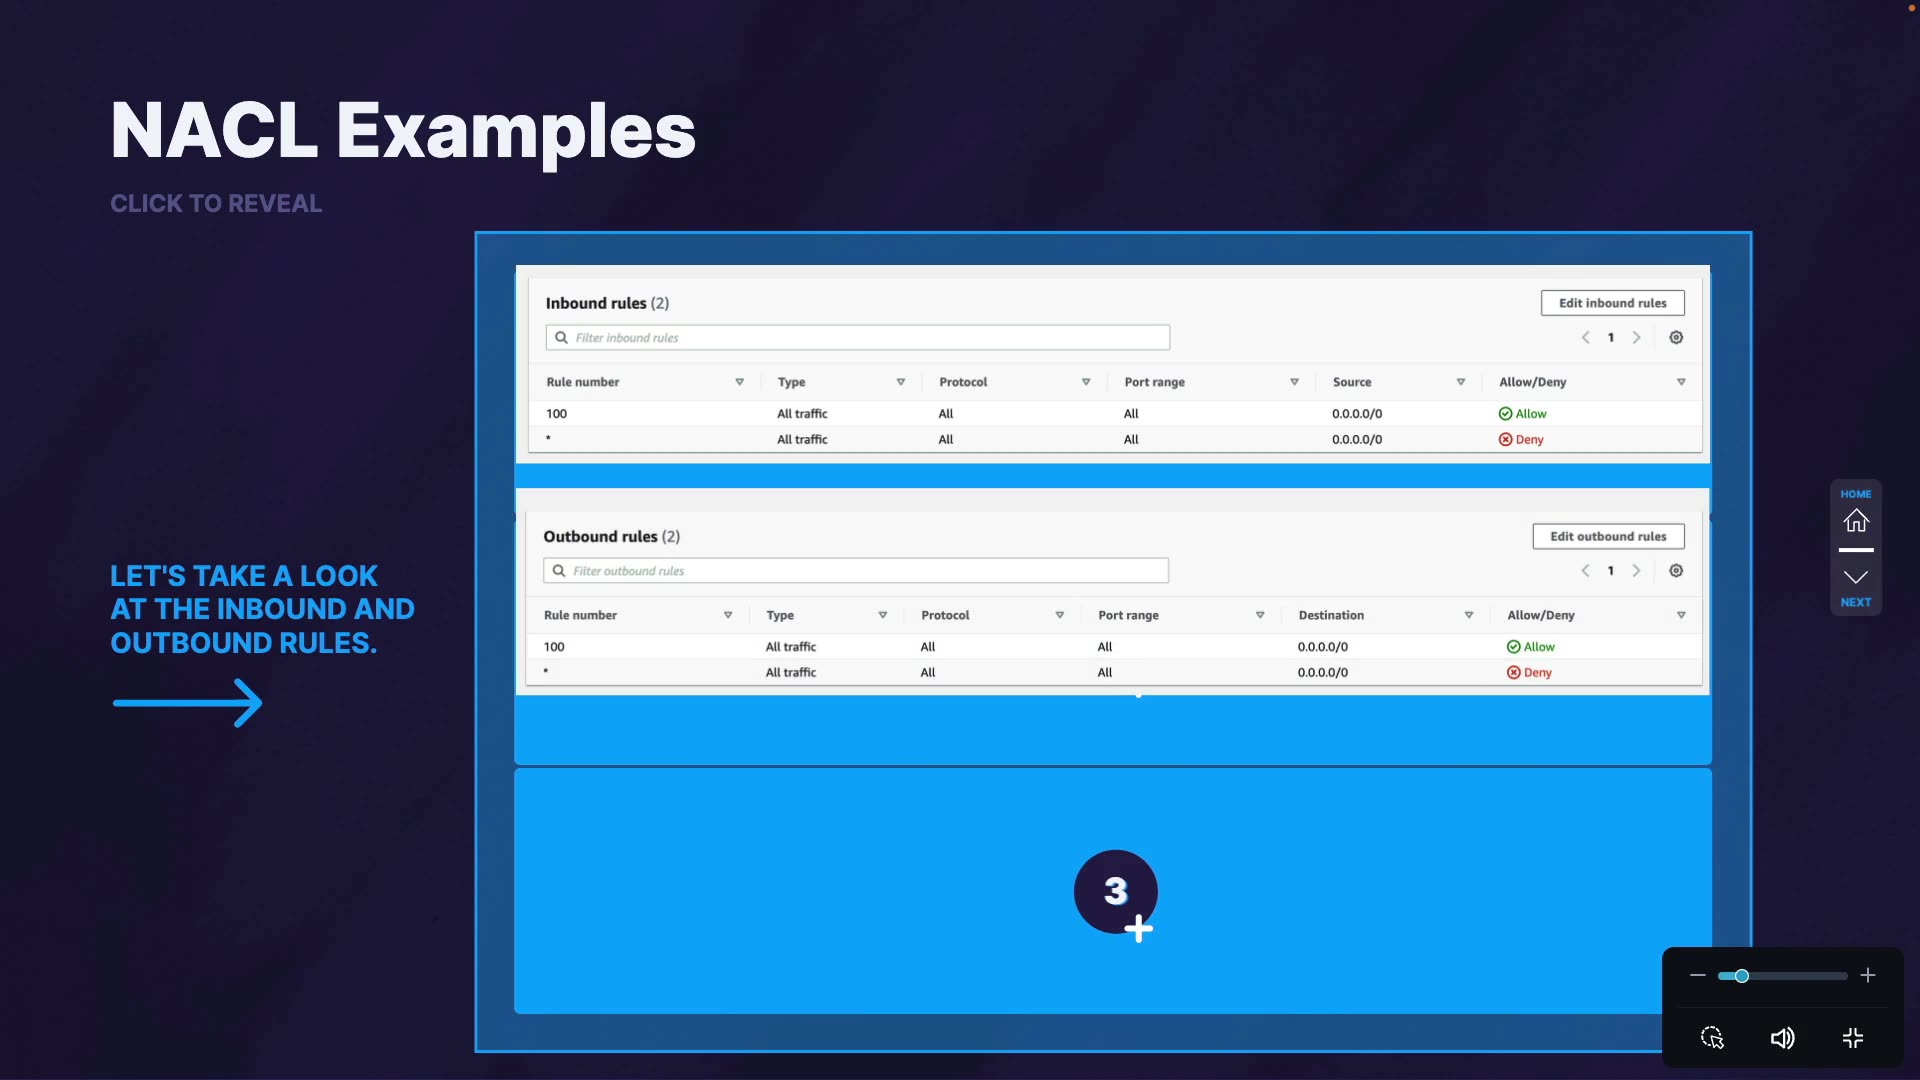 NACL Examples
CLICK TO REVEAL
Inbound rules (2)
Edit inbound rules
Filter inbound rules
1
Rule number Type Protocol Port range Source Allow/Deny
100 All traffic All All 0.0.0.0/0 Allow
* All traffic All All 0.0.0.0/0 Deny
Outbound rules (2)
Edit outbound rules
Filter outbound rules
1
Rule number Type Protocol Port range Destination Allow/Deny
100 All traffic All All 0.0.0.0/0 Allow
* All traffic All All 0.0.0.0/0 Deny
LET'S TAKE A LOOK
AT THE INBOUND AND
OUTBOUND RULES.
3
HOME
NEXT